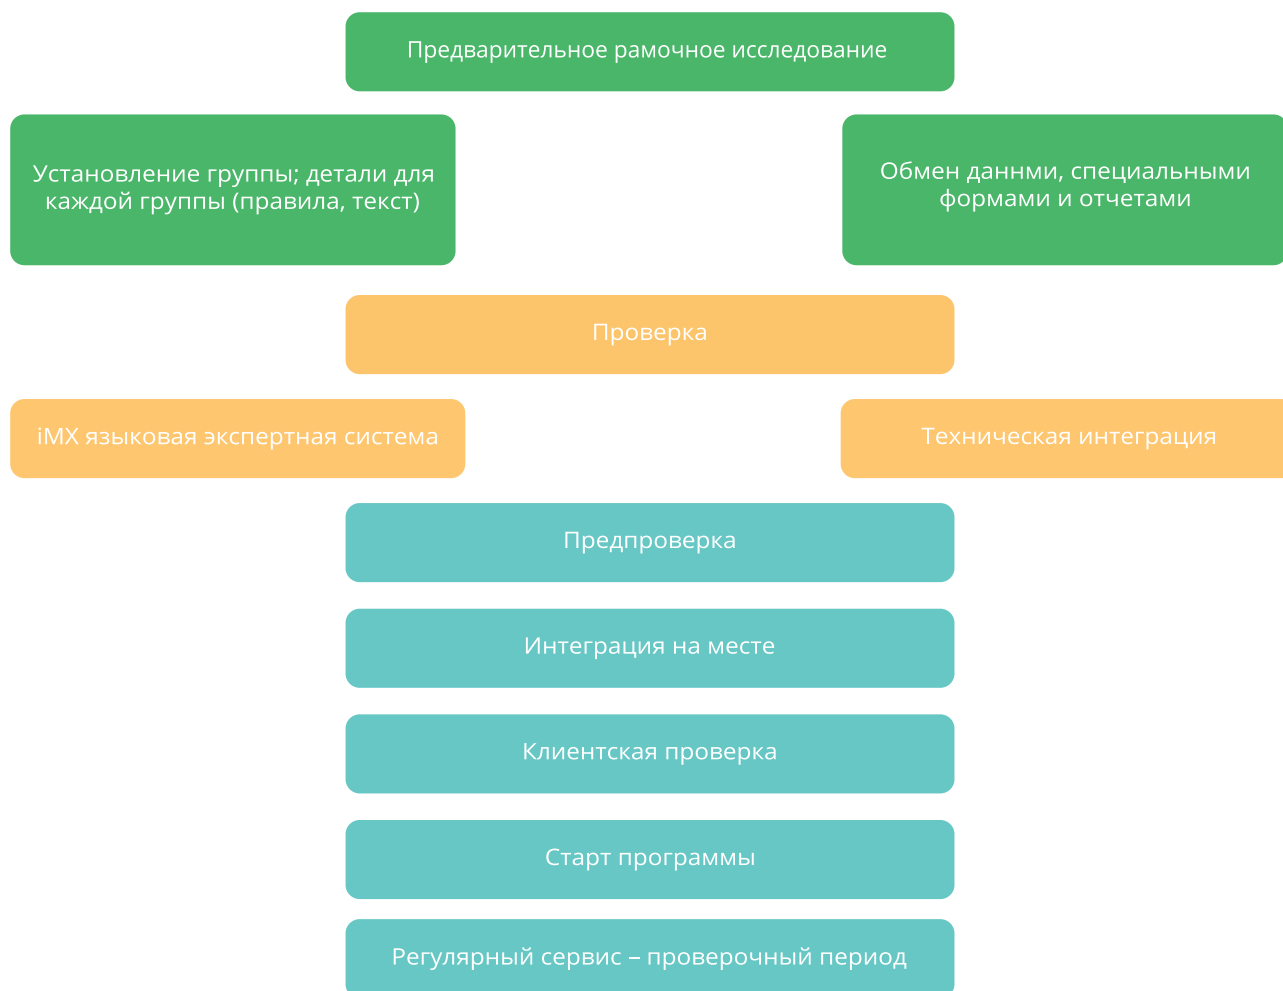 Предварительное рамочное исследование
Установление группы; детали для
каждой группы (правила, текст)
Обмен даннми, специальными
формами и отчетами
Проверка
iMX языковая экспертная система
Техническая интеграция
Предпроверка
Интеграция на месте
Клиентская проверка
Старт программы
Регулярный сервис – проверочный период